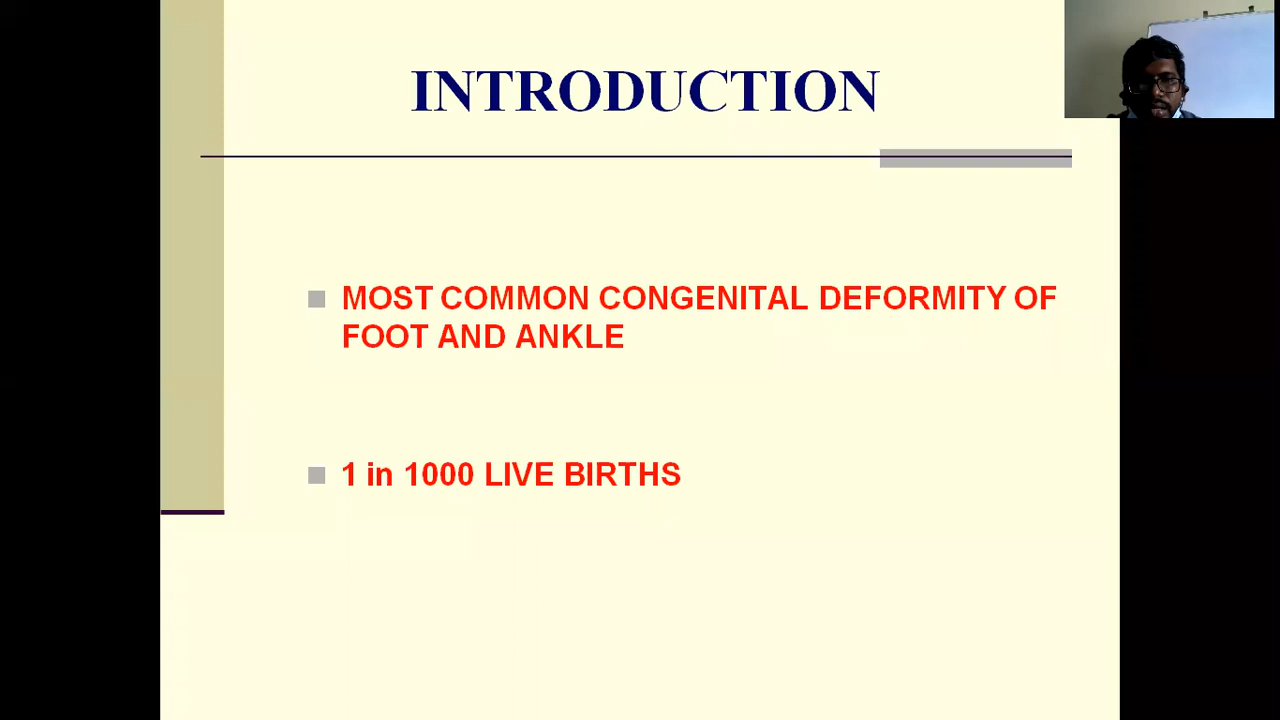 INTRODUCTION
MOST COMMON CONGENITAL DEFORMITY OF
FOOT AND ANKLE
1 in 1000 LIVE BIRTHS